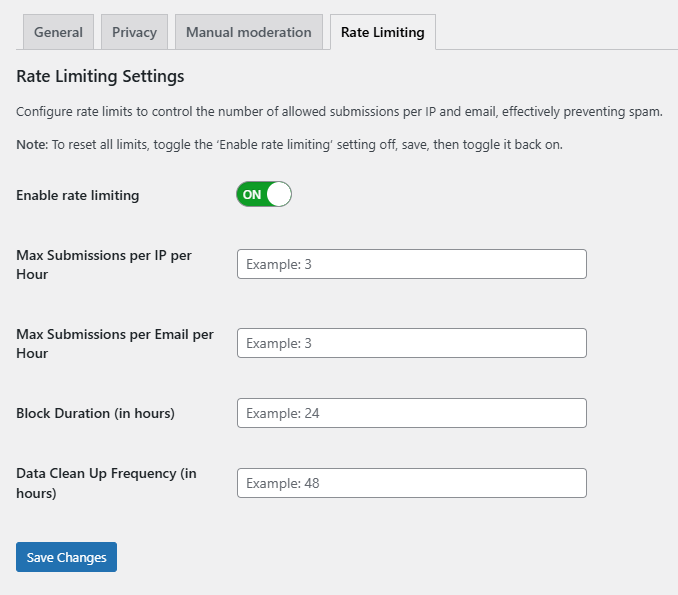 General
Privacy
Manual moderation
Rate Limiting
Rate Limiting Settings
Configure rate limits to control the number of allowed submissions per IP and email, effectively preventing spam.
Note: To reset all limits, toggle the 'Enable rate limiting' setting off, save, then toggle it back on.
Enable rate limiting
ON
Max Submissions per IP per
Hour
Example: 3
Max Submissions per Email per
Hour
Example: 3
Block Duration (in hours)
Example: 24
Data Clean Up Frequency (in
hours)
Example: 48
Save Changes